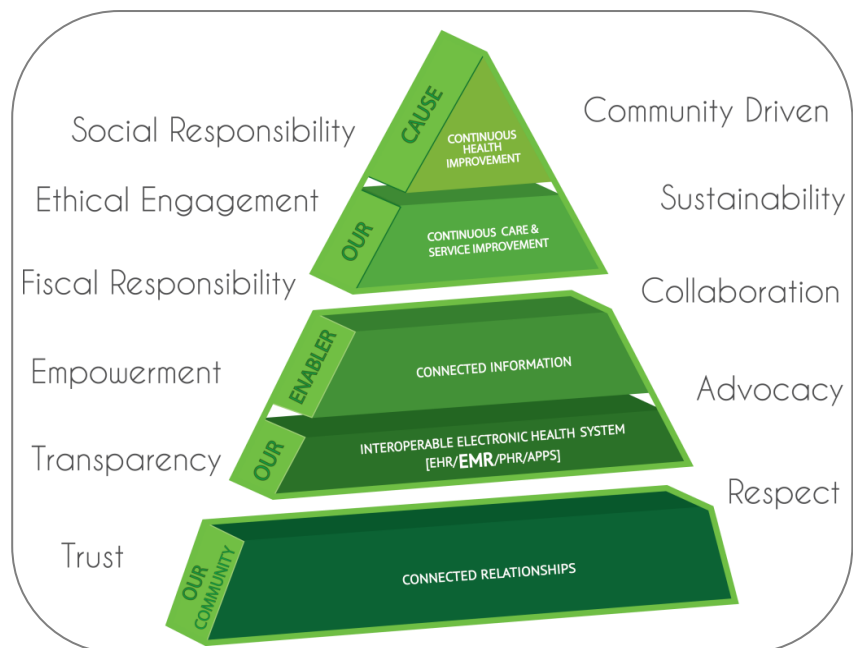 Social Responsibility
Ethical Engagement
Fiscal Responsibility
Empowerment
Transparency
Trust
CAUSE
OUR
CONTINUOUS
HEALTH
IMPROVEMENT
CONTINUOUS CARE &
SERVICE IMPROVEMENT
ENABLER
OUR
CONNECTED INFORMATION
INTEROPERABLE ELECTRONIC HEALTH SYSTEM
[EHR/EMR/PHR/APPS]
OUR
COMMUNITY
CONNECTED RELATIONSHIPS
Community Driven
Sustainability
Collaboration
Advocacy
Respect